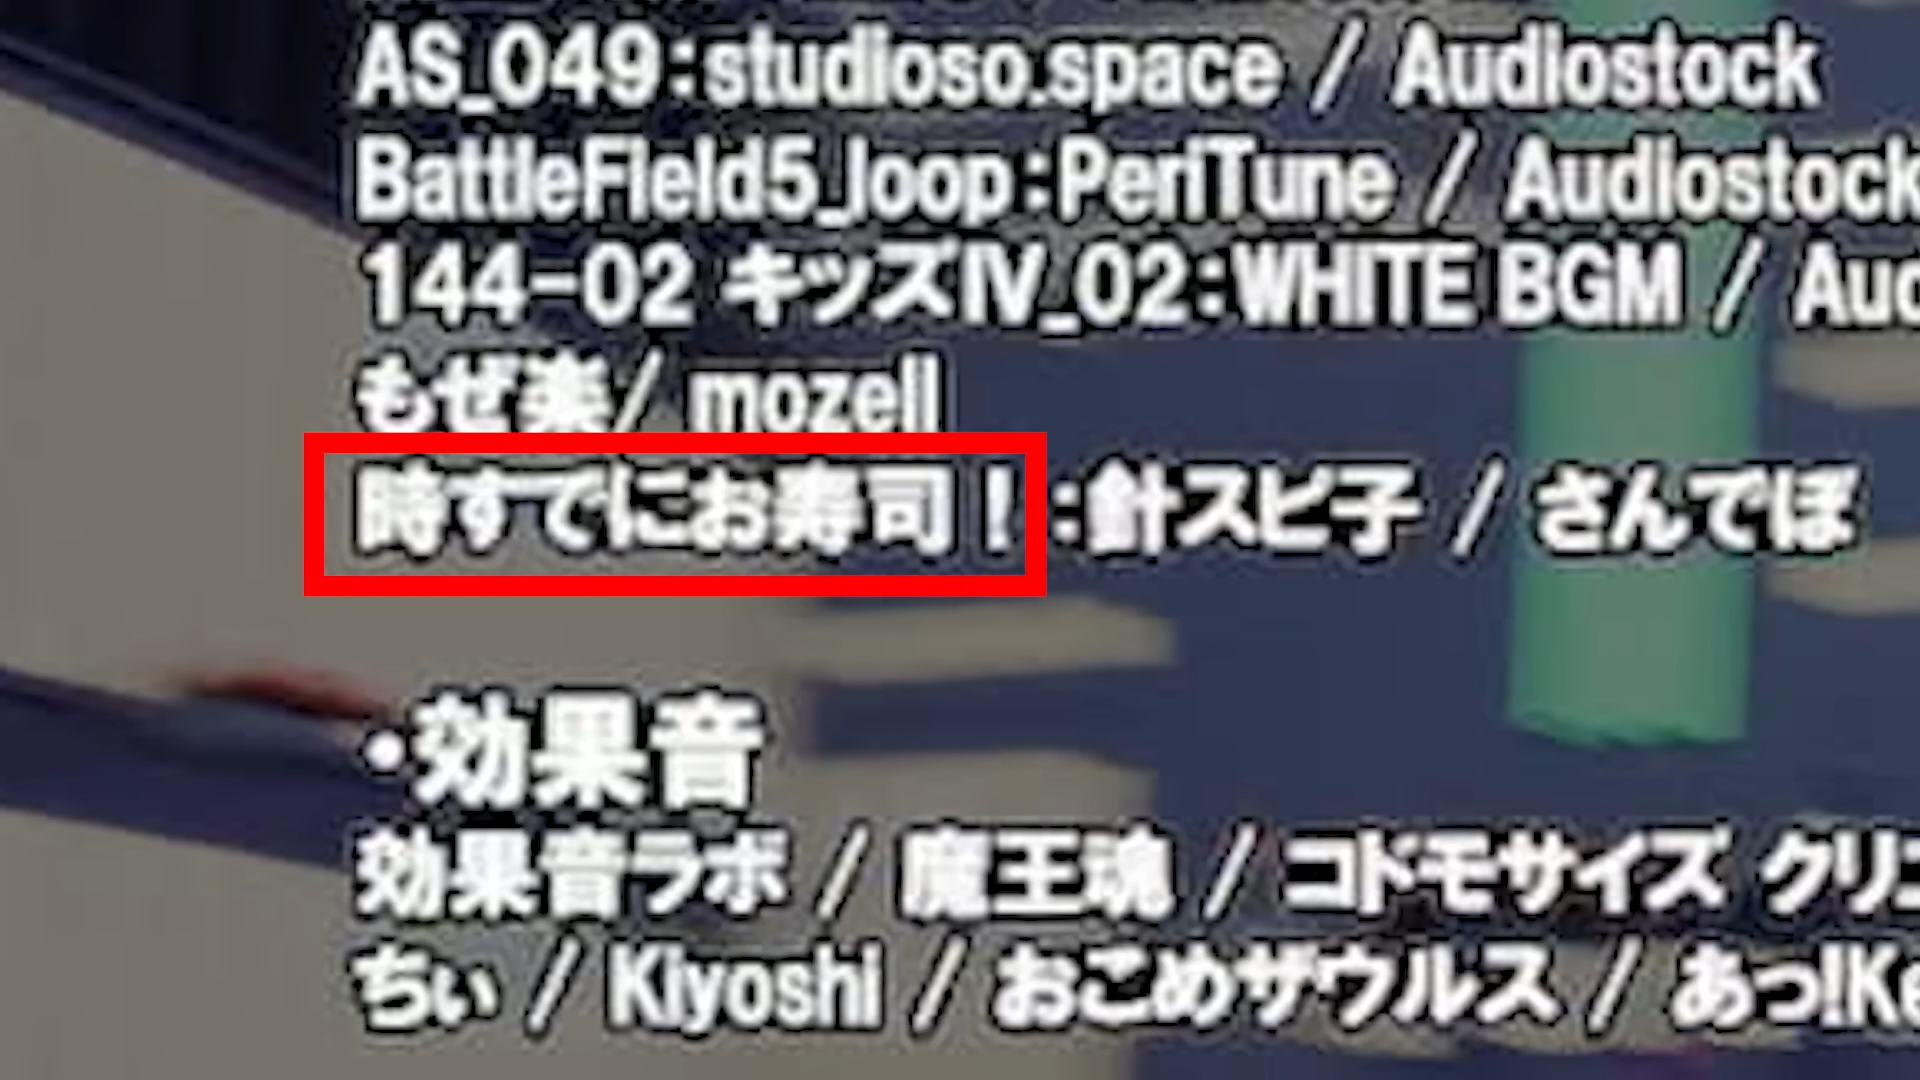 AS_049:studioso.space / Audiostock
BattleField5_loop:PeriTune / Audiostock
144-02 キッズⅣ_02:WHITE BGM / Aud
もぜ楽/ mozell
時すでにお寿司！:針スピ子 / さんでぽ
・効果音
効果音ラボ / 魔王魂 / コドモサイズ クリエ
ちぃ / Kiyoshi / おこめザウルス / あっ!Ke